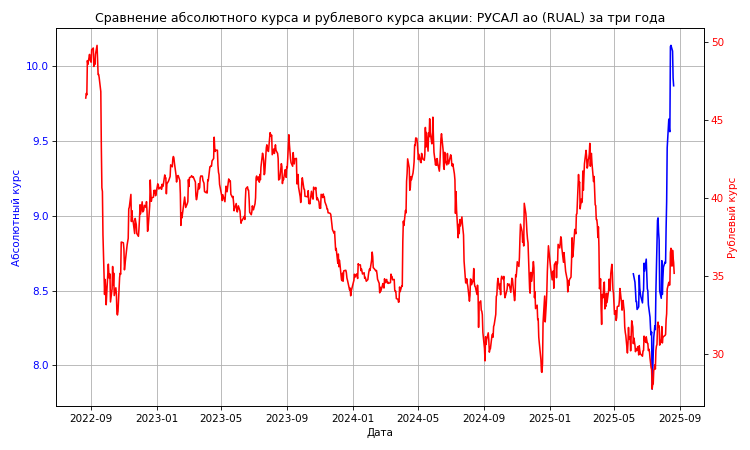 Сравнение абсолютного курса и рублевого курса акции: РУСАЛ ао (RUAL) за три года
10.0
9.5
9.0
8.5
8.0
Абсолютный курс
50
45
40
35
30
Рублевый курс
2022-09 2023-01 2023-05 2023-09 2024-01 2024-05 2024-09 2025-01 2025-05 2025-09
Дата